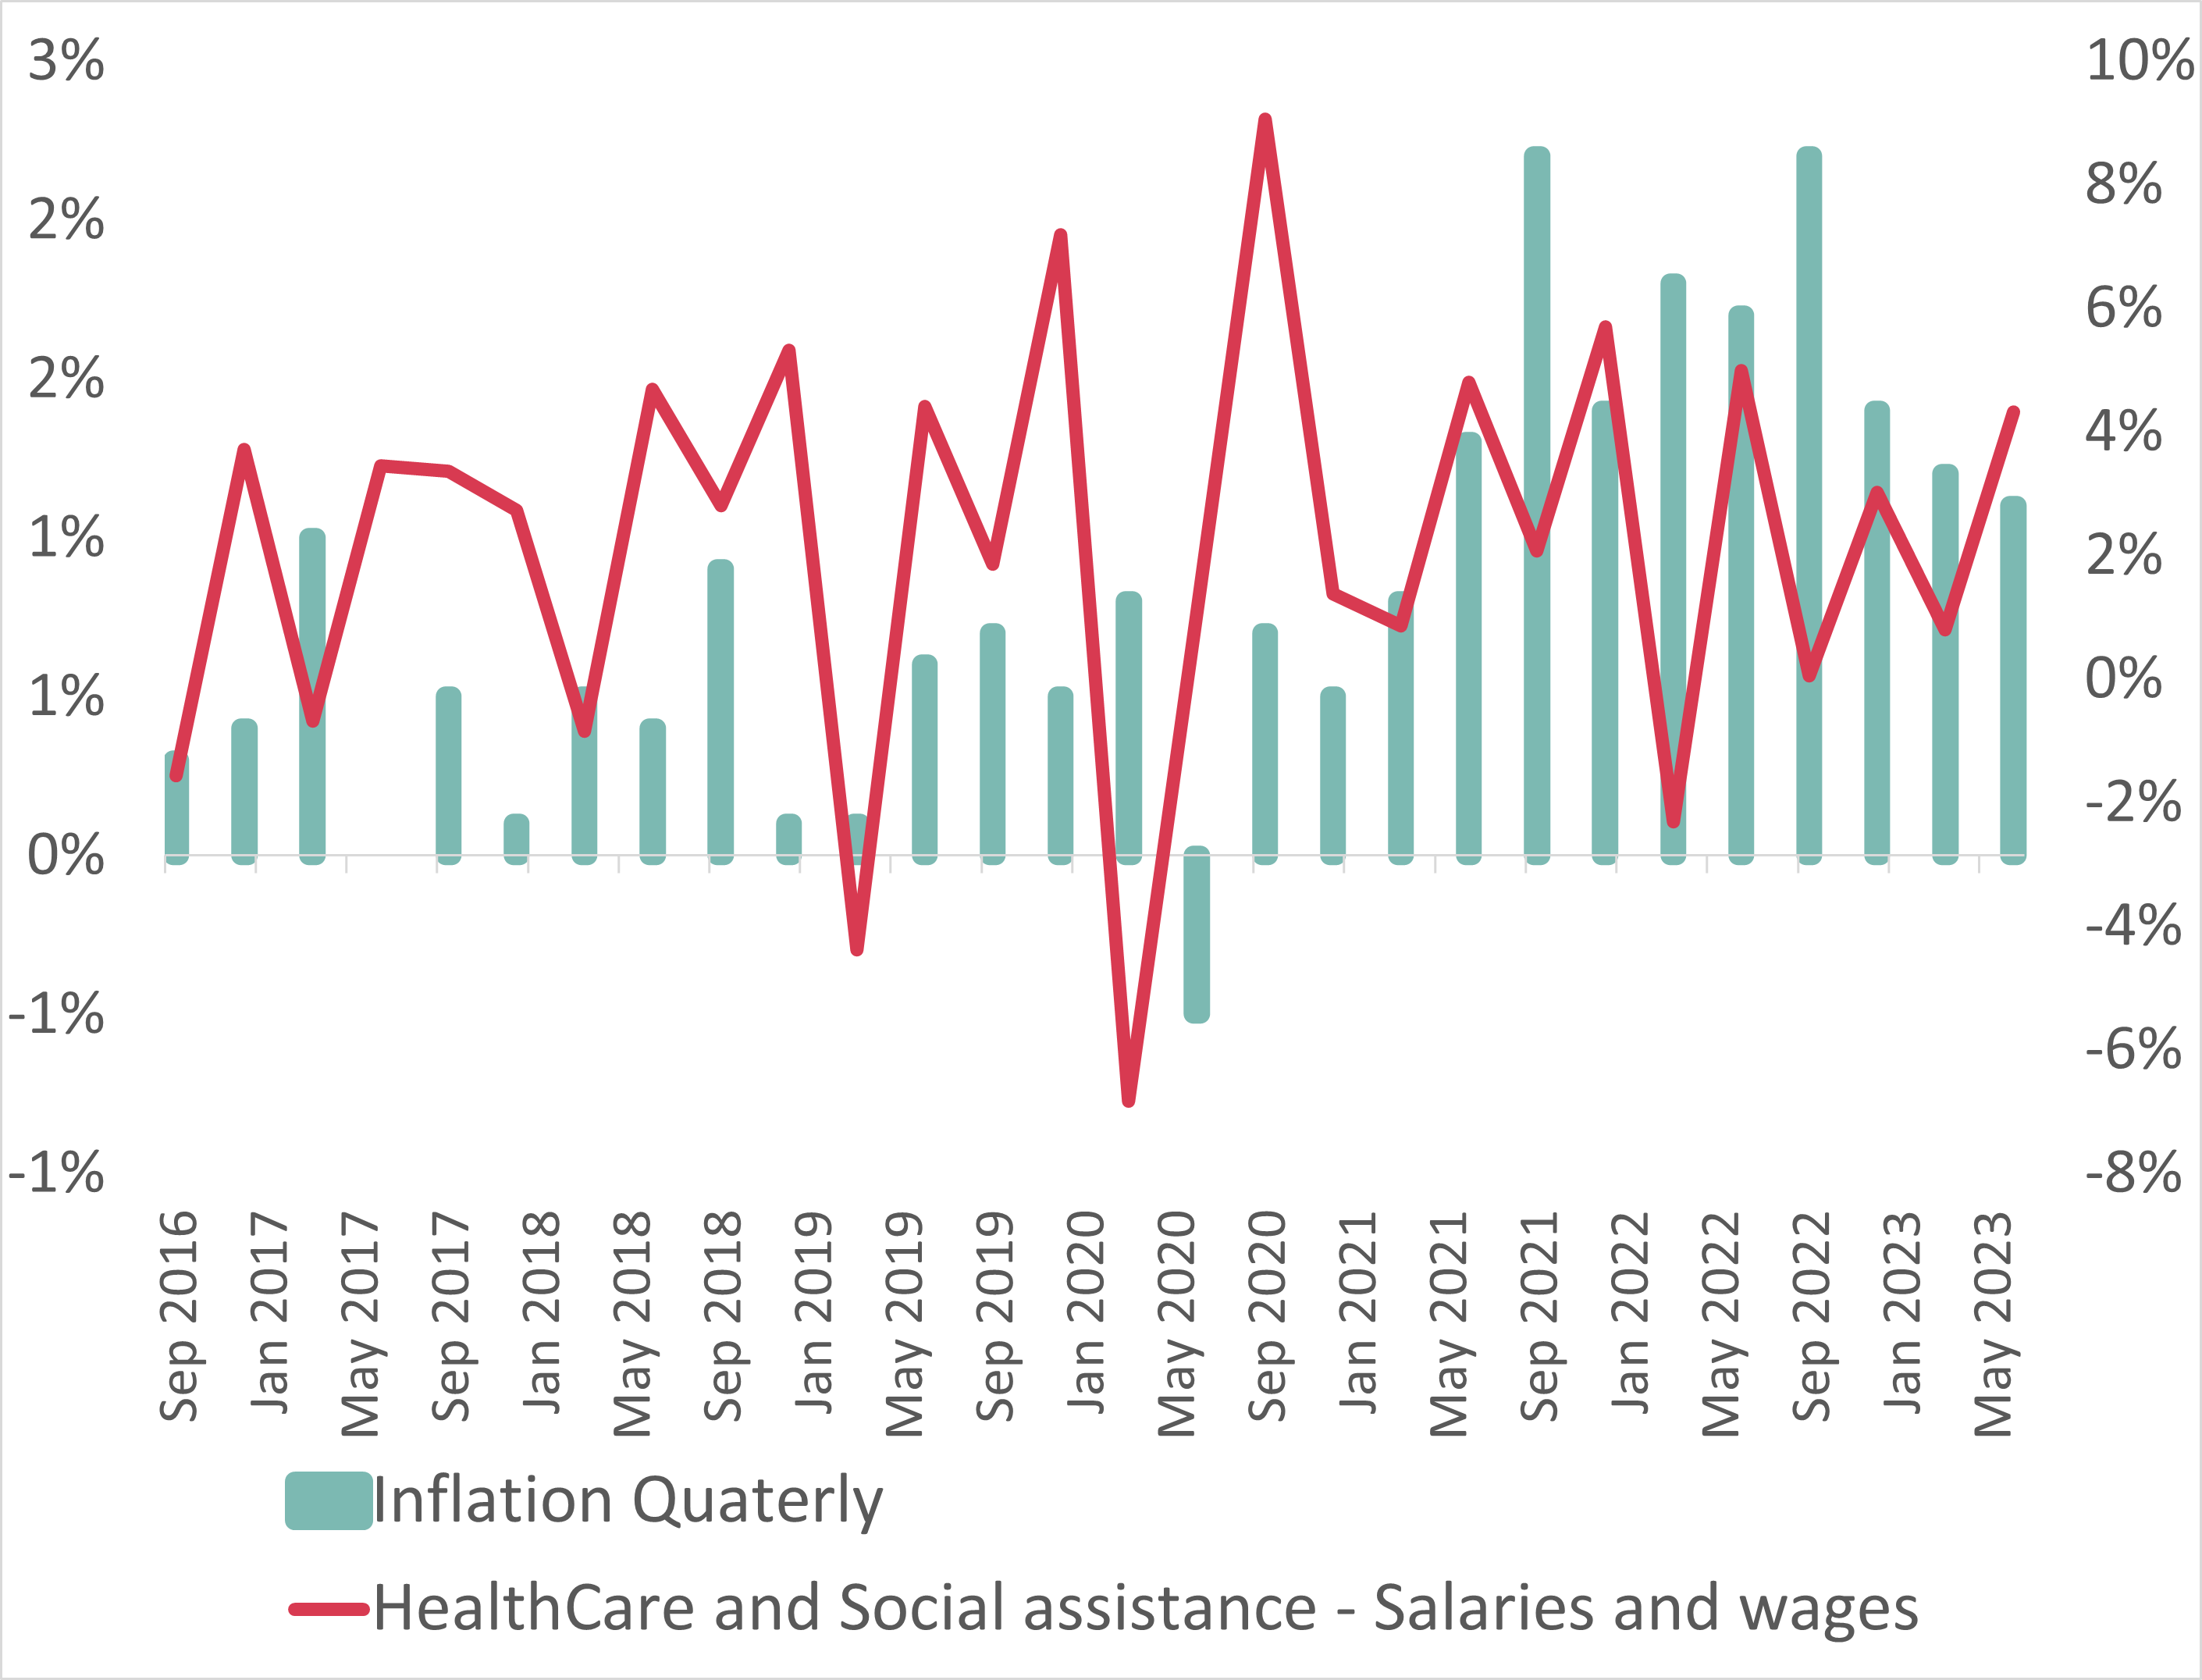 3%
2%
2%
1%
1%
0%
-1%
-1%
10%
8%
6%
4%
2%
0%
-2%
-4%
-6%
-8%
Sep 2016
Jan 2017
May 2017
Sep 2017
Jan 2018
May 2018
Sep 2018
Jan 2019
May 2019
Sep 2019
Jan 2020
May 2020
Sep 2020
Jan 2021
May 2021
Sep 2021
Jan 2022
May 2022
Sep 2022
Jan 2023
May 2023
Inflation Quaterly
HealthCare and Social assistance - Salaries and wages